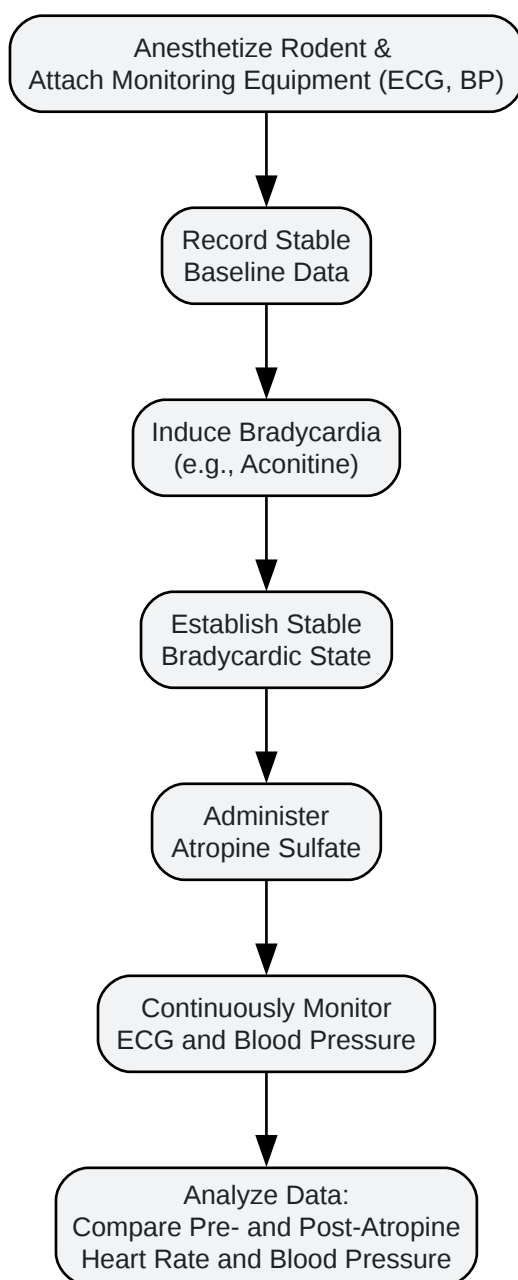 Anesthetize Rodent &
Attach Monitoring Equipment (ECG, BP)
Record Stable
Baseline Data
Induce Bradycardia
(e.g., Aconitine)
Establish Stable
Bradycardic State
Administer
Atropine Sulfate
Continuously Monitor
ECG and Blood Pressure
Analyze Data:
Compare Pre- and Post-Atropine
Heart Rate and Blood Pressure